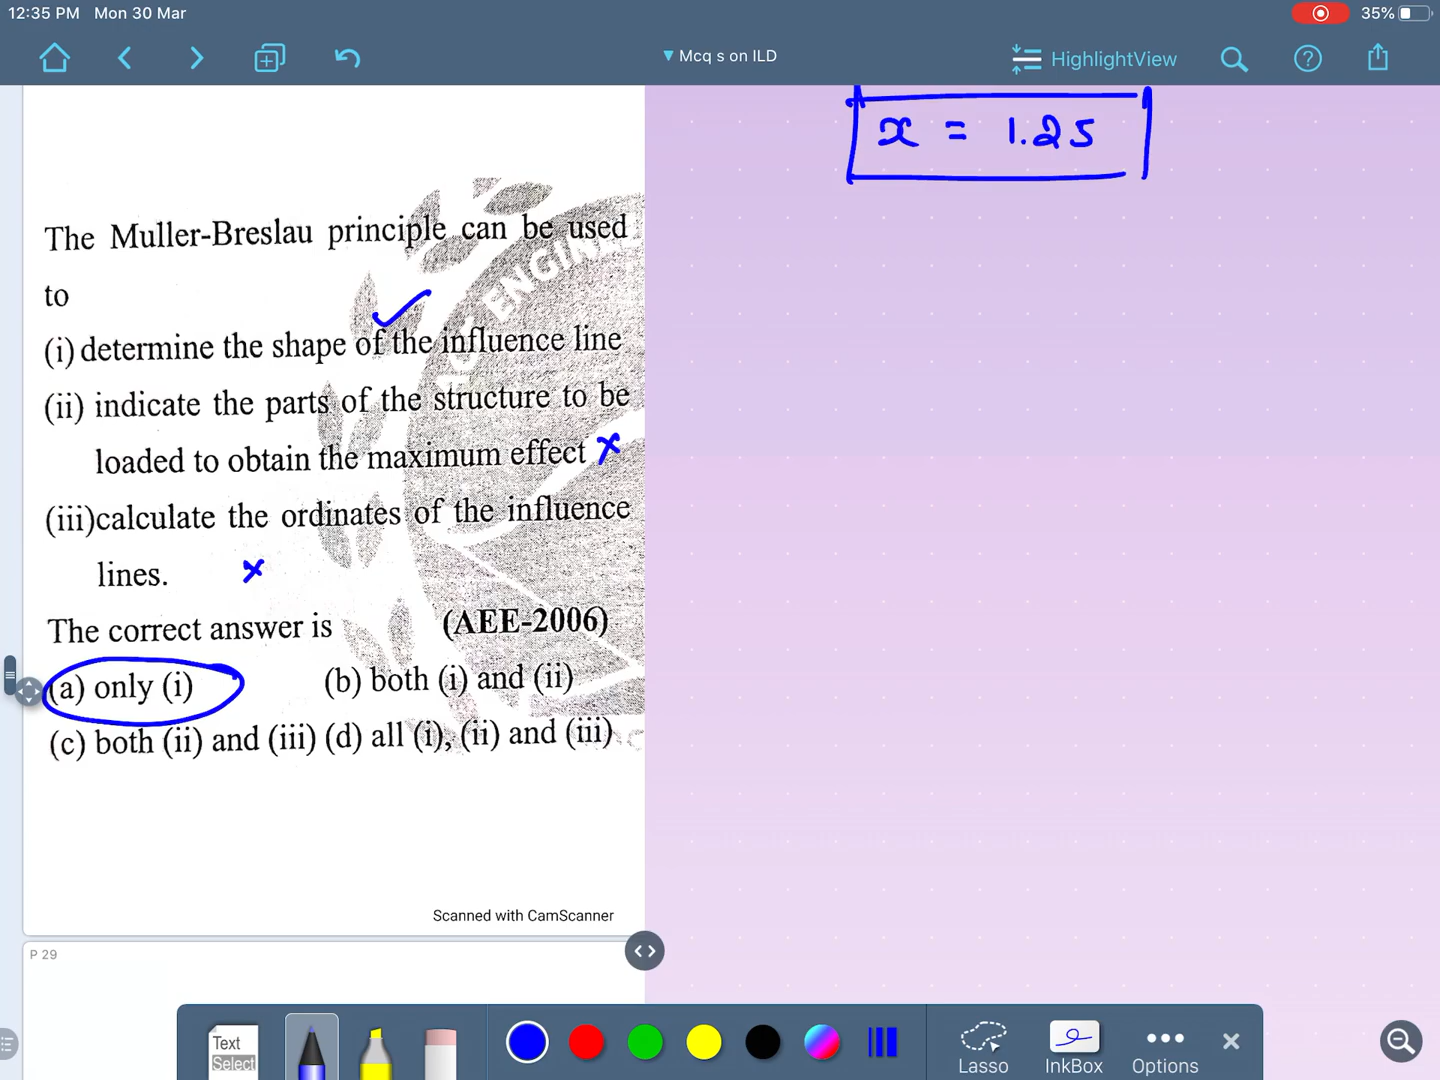 12:35 PM Mon 30 Mar
35%
▼ Mcq s on ILD
HighlightView
x = 1.25
The Muller-Breslau principle can be used
to
(i) determine the shape of the influence line
(ii) indicate the parts of the structure to be
loaded to obtain the maximum effect
(iii)calculate the ordinates of the influence
lines.
The correct answer is (AEE-2006)
(a) only (i) (b) both (i) and (ii)
(c) both (ii) and (iii) (d) all (i), (ii) and (iii)
ENGIN
Scanned with CamScanner
P 29
Text
Select
Lasso
InkBox
Options